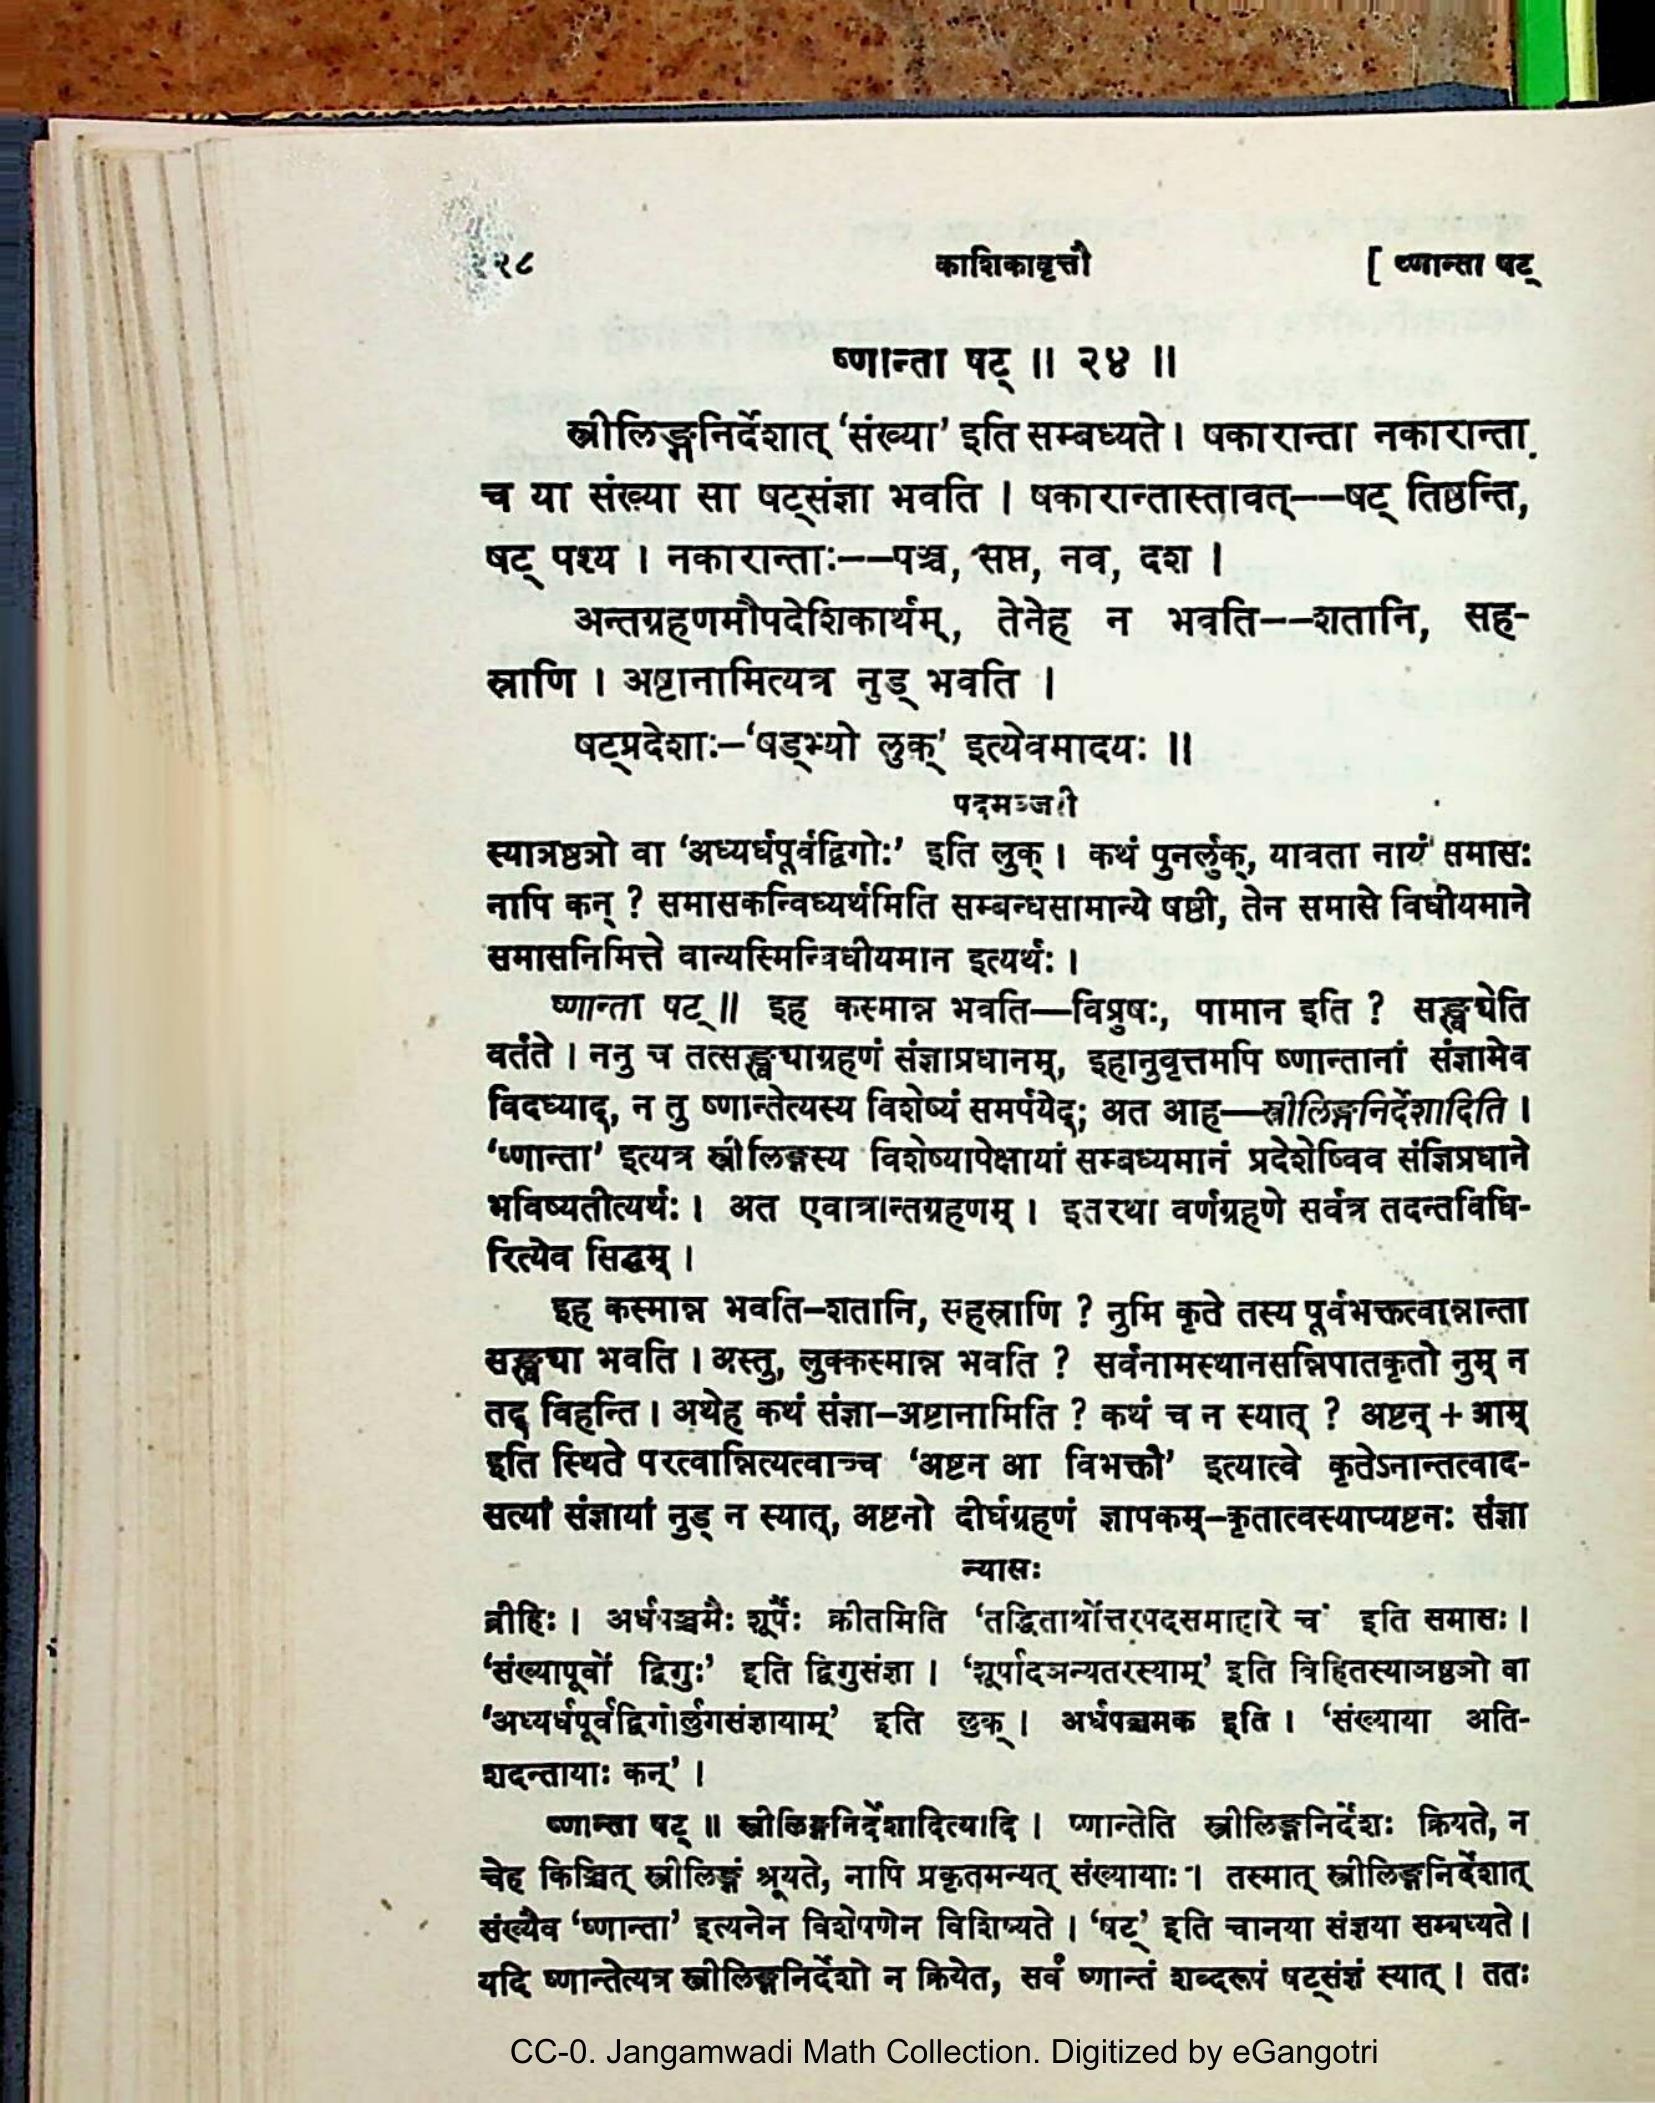 २२८ काशिकावृत्तौ [ ष्णान्ता षट्
ष्णान्ता षट् ॥ २४ ॥
स्त्रीलिङ्गनिर्देशात् ‘संख्या’ इति सम्बध्यते। षकारान्ता नकारान्ता
च या संख्या सा षट्संज्ञा भवति । षकारान्तास्तावत्––षट् तिष्ठन्ति,
षट् पश्य । नकारान्ताः––पञ्च, सप्त, नव, दश ।
अन्तग्रहणमौपदेशिकार्थम्, तेनेह न भवति––शतानि, सह-
स्राणि । अष्टानामित्यत्र नुड् भवति ।
षट्प्रदेशाः–‘षड्भ्यो लुक्’ इत्येवमादयः ॥
पदमञ्जरी
स्यात्रष्ठत्रो वा ‘अध्यर्धपूर्वद्विगोः’ इति लुक् । कथं पुनर्लुक्, यावता नायं समासः
नापि कन् ? समासकन्विध्यर्थमिति सम्बन्धसामान्ये षष्ठी, तेन समासे विधीयमाने
समासनिमित्ते वान्यस्मिन्विधीयमान इत्यर्थः ।
ष्णान्ता षट् ॥ इह कस्मान्न भवति—विप्रुषः, पामान इति ? सङ्ख्येति
वर्तते । ननु च तत्सङ्ख्याग्रहणं संज्ञाप्रधानम्, इहानुवृत्तमपि ष्णान्तानां संज्ञामेव
विदध्याद्, न तु ष्णान्तेत्यस्य विशेष्यं समर्पयेद्; अत आह—स्त्रीलिङ्गनिर्देशादिति ।
‘ष्णान्ता’ इत्यत्र स्त्रीलिङ्गस्य विशेष्यापेक्षायां सम्बध्यमानं प्रदेशेष्विव संज्ञिप्रधाने
भविष्यतीत्यर्थः । अत एवात्रान्तग्रहणम् । इतरथा वर्णग्रहणे सर्वत्र तदन्तविधि-
रित्येव सिद्धम् ।
इह कस्मान्न भवति–शतानि, सहस्राणि ? नुमि कृते तस्य पूर्वभक्तत्वान्नान्ता
सङ्ख्या भवति । अस्तु, लुक्कस्मान्न भवति ? सर्वनामस्थानसन्निपातकृतो नुम् न
तद् विहन्ति । अथेह कथं संज्ञा–अष्टानामिति ? कथं च न स्यात् ? अष्टन् + आम्
इति स्थिते परत्वान्नित्यत्वाच्च ‘अष्टन आ विभक्तौ’ इत्यात्वे कृतेऽनान्तत्वाद-
सत्यां संज्ञायां नुड् न स्यात्, अष्टनो दीर्घग्रहणं ज्ञापकम्–कृतात्वस्याप्यष्टनः संज्ञा
न्यासः
व्रीहिः । अर्धपञ्चमैः शूर्पैः क्रीतमिति ‘तद्धितार्थोत्तरपदसमाहारे च’ इति समासः ।
‘संख्यापूर्वो द्विगुः’ इति द्विगुसंज्ञा । ‘शूर्पादञन्यतरस्याम्’ इति विहितस्याञष्ठञो वा
‘अध्यर्धपूर्वद्विगोर्लुगसंज्ञायाम्’ इति लुक् । अर्धपञ्चमक इति । ‘संख्याया अति-
शदन्तायाः कन्’ ।
ष्णान्ता षट् ॥ स्त्रीलिङ्गनिर्देशादित्यादि । ष्णान्तेति स्त्रीलिङ्गनिर्देशः क्रियते, न
चेह किञ्चित् स्त्रीलिङ्गं श्रूयते, नापि प्रकृतमन्यत् संख्यायाः । तस्मात् स्त्रीलिङ्गनिर्देशात्
संख्यैव ‘ष्णान्ता’ इत्यनेन विशेषणेन विशिष्यते । ‘षट्’ इति चानया संज्ञया सम्बध्यते ।
यदि ष्णान्तेत्यत्र स्त्रीलिङ्गनिर्देशो न क्रियेत, सर्वं ष्णान्तं शब्दरूपं षट्संज्ञं स्यात् । ततः
CC-0. Jangamwadi Math Collection. Digitized by eGangotri